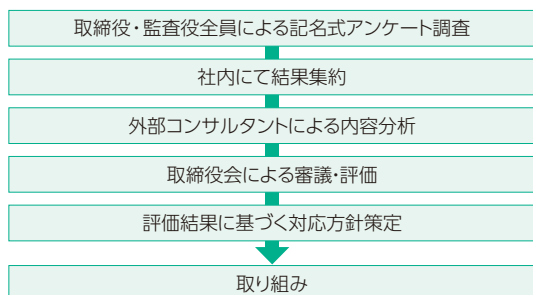 取締役・監査役全員による記名式アンケート調査
社内にて結果集約
外部コンサルタントによる内容分析
取締役会による審議・評価
評価結果に基づく対応方針策定
取り組み